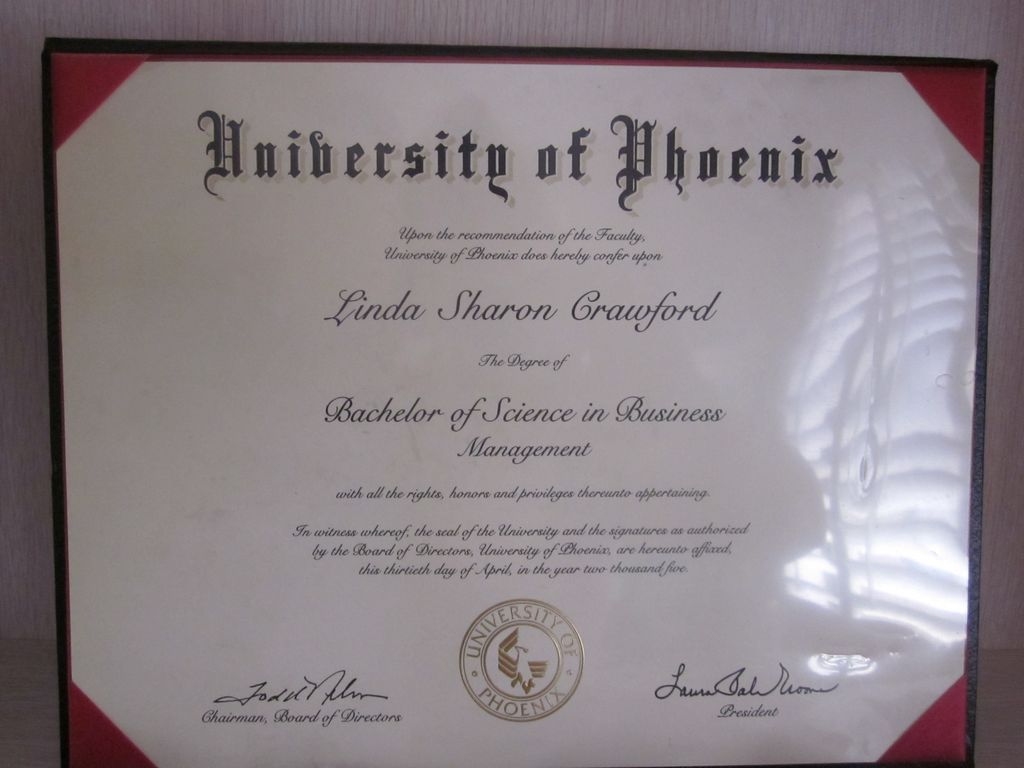 University of Phoenix
Upon the recommendation of the Faculty,
University of Phoenix does hereby confer upon
Linda Sharon Crawford
The Degree of
Bachelor of Science in Business
Management
with all the rights, honors and privileges thereunto appertaining.
In witness whereof, the seal of the University and the signatures as authorized
by the Board of Directors, University of Phoenix, are hereunto affixed,
this thirtieth day of April, in the year two thousand five.
UNIVERSITY OF
PHOENIX
Chairman, Board of Directors
President